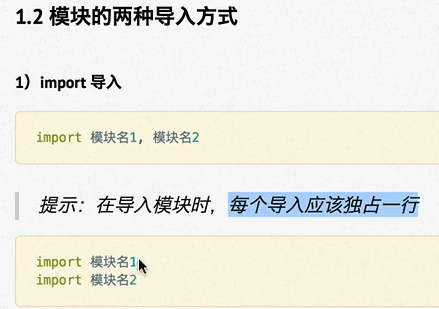 1.2 模块的两种导入方式
1）import 导入
import 模块名1, 模块名2
提示：在导入模块时，每个导入应该独占一行
import 模块名1
import 模块名2